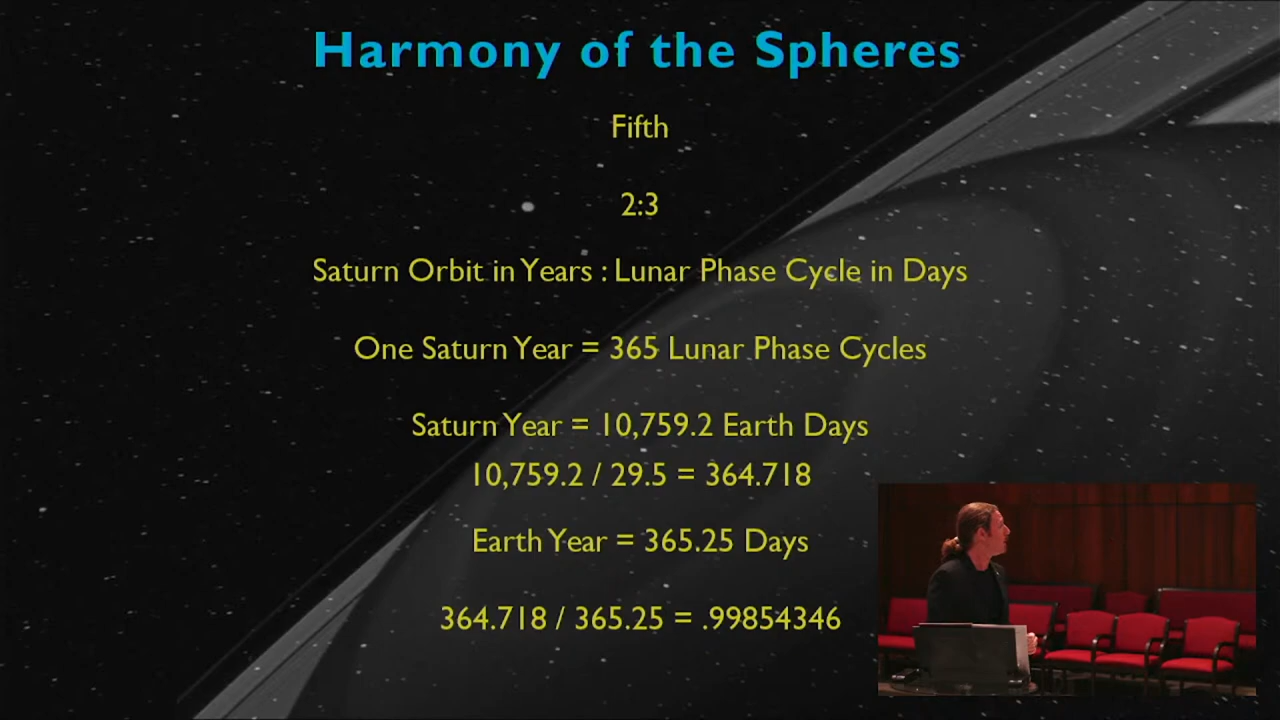 Harmony of the Spheres
Fifth
2:3
Saturn Orbit in Years : Lunar Phase Cycle in Days
One Saturn Year = 365 Lunar Phase Cycles
Saturn Year = 10,759.2 Earth Days
10,759.2 / 29.5 = 364.718
Earth Year = 365.25 Days
364.718 / 365.25 = .99854346